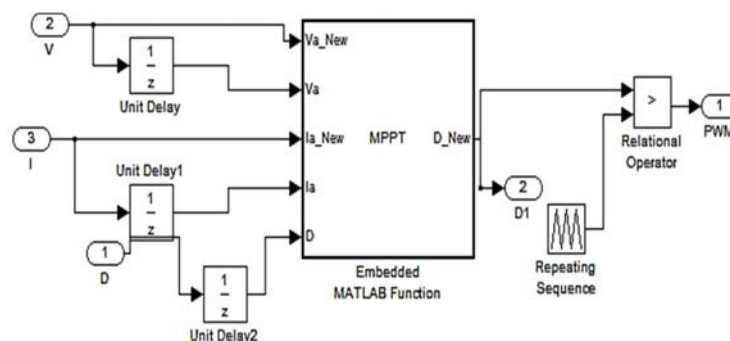 2
V
1
z
Unit Delay
3
I
Unit Delay1
1
z
1
D
1
z
Unit Delay2
Va_New
Va
Ia_New
Ia
D
MPPT
D_New
Embedded
MATLAB Function
2
D1
>
Relational
Operator
1
PWM
Repeating
Sequence